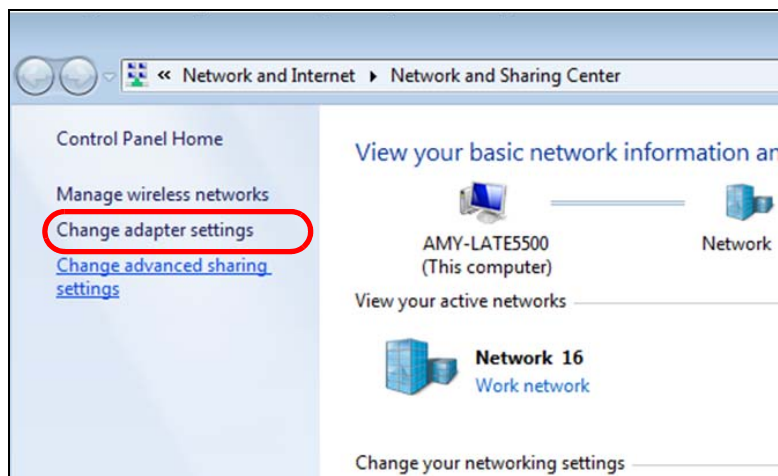 « Network and Internet ▸ Network and Sharing Center
Control Panel Home
Manage wireless networks
Change adapter settings
Change advanced sharing
settings
View your basic network information an
AMY-LATE5500
(This computer)
Network
View your active networks
Network 16
Work network
Change your networking settings